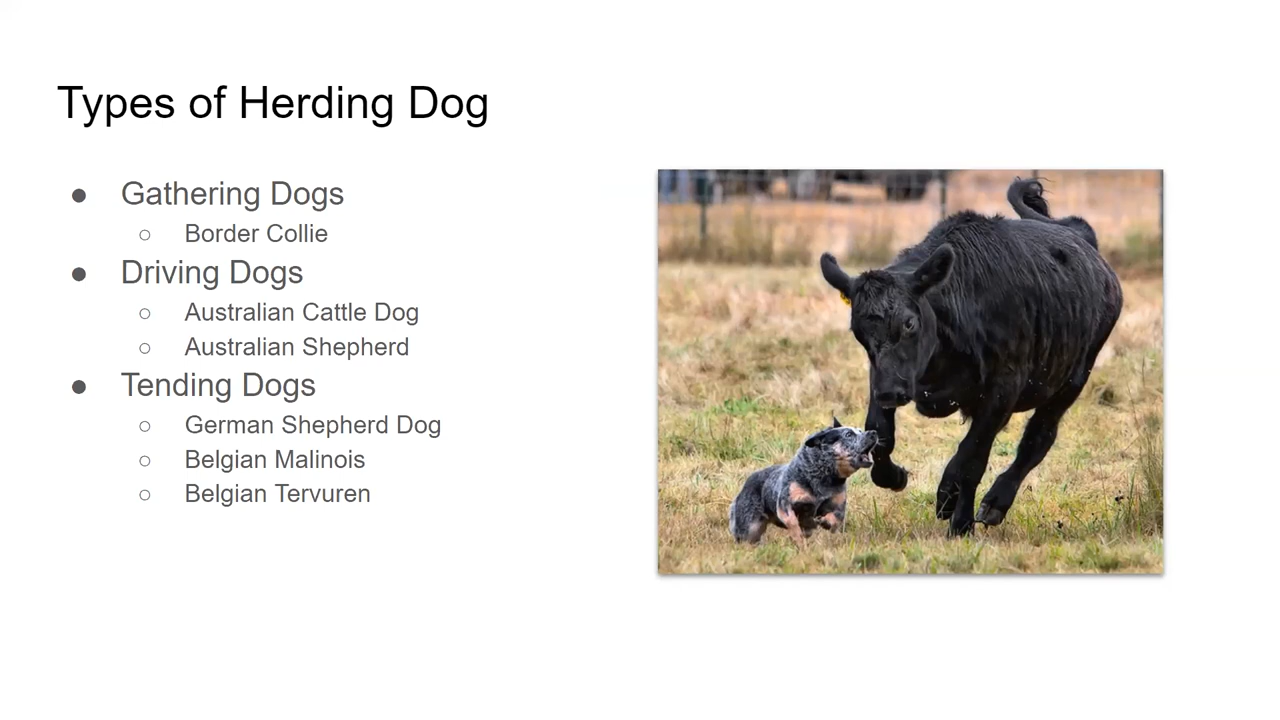 Types of Herding Dog
● Gathering Dogs
○ Border Collie
● Driving Dogs
○ Australian Cattle Dog
○ Australian Shepherd
● Tending Dogs
○ German Shepherd Dog
○ Belgian Malinois
○ Belgian Tervuren